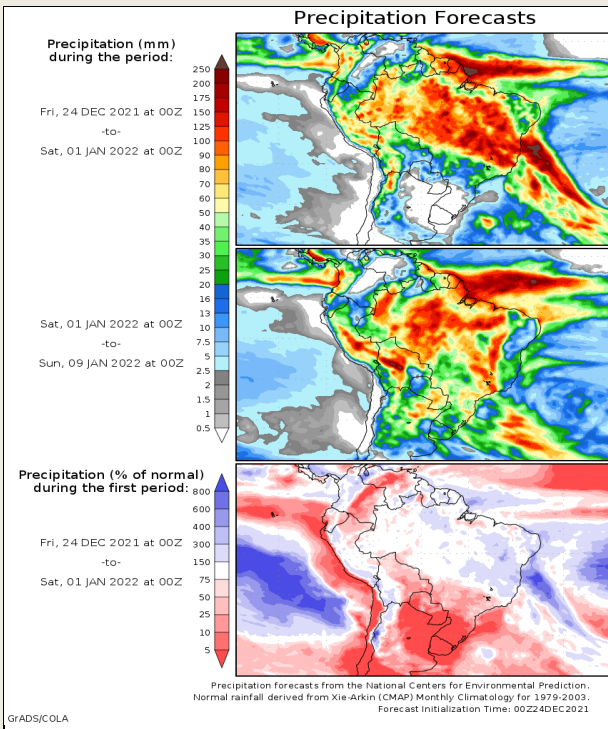 Precipitation Forecasts
Precipitation (mm)
during the period:
Fri, 24 DEC 2021 at 00Z
-to-
Sat, 01 JAN 2022 at 00Z
250
200
175
150
125
100
90
80
70
60
50
40
35
30
25
20
16
13
10
7.5
5
2.5
2
1.5
1
0.5
Sat, 01 JAN 2022 at 00Z
-to-
Sun, 09 JAN 2022 at 00Z
Precipitation (% of normal)
during the first period:
Fri, 24 DEC 2021 at 00Z
-to-
Sat, 01 JAN 2022 at 00Z
800
600
400
300
150
75
50
25
10
5
Precipitation forecasts from the National Centers for Environmental Prediction.
Normal rainfall derived from Xie-Arkin (CMAP) Monthly Climatology for 1979-2003.
Forecast Initialization Time: 00Z24DEC2021
GrADS/COLA